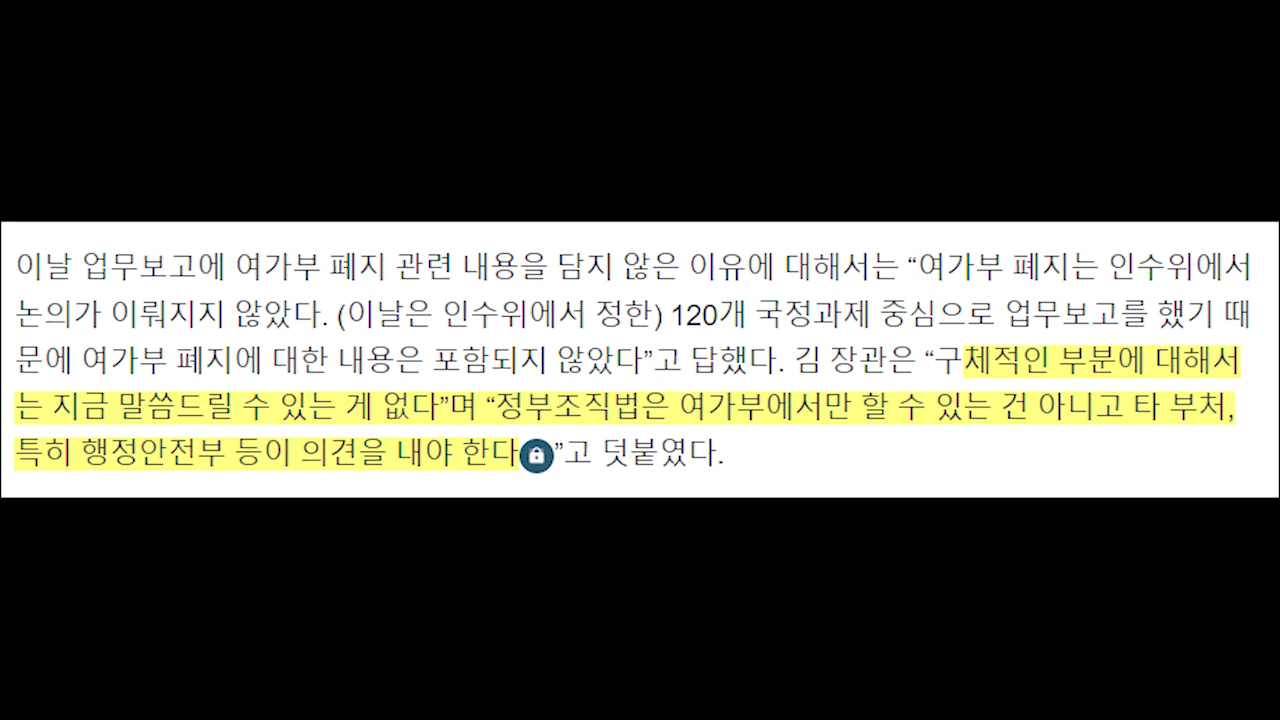 이날 업무보고에 여가부 폐지 관련 내용을 담지 않은 이유에 대해서는 “여가부 폐지는 인수위에서
논의가 이뤄지지 않았다. (이날은 인수위에서 정한) 120개 국정과제 중심으로 업무보고를 했기 때
문에 여가부 폐지에 대한 내용은 포함되지 않았다”고 답했다. 김 장관은 “구체적인 부분에 대해서
는 지금 말씀드릴 수 있는 게 없다”며 “정부조직법은 여가부에서만 할 수 있는 건 아니고 타 부처,
특히 행정안전부 등이 의견을 내야 한다”고 덧붙였다.